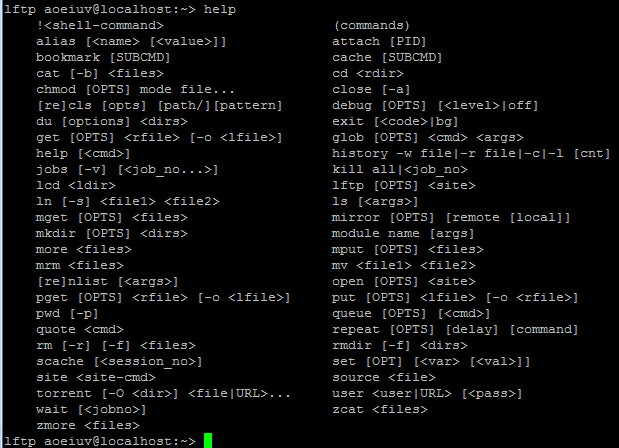 lftp aoeiuv@localhost:~> help
!<shell-command> (commands)
alias [<name> [<value>]] attach [PID]
bookmark [SUBCMD] cache [SUBCMD]
cat [-b] <files> cd <rdir>
chmod [OPTS] mode file... close [-a]
[re]cls [opts] [path/][pattern] debug [OPTS] [<level>|off]
du [options] <dirs> exit [<code>|bg]
get [OPTS] <rfile> [-o <lfile>] glob [OPTS] <cmd> <args>
help [<cmd>] history -w file|-r file|-c|-l [cnt]
jobs [-v] [<job_no...>] kill all|<job_no>
lcd <ldir> lftp [OPTS] <site>
ln [-s] <file1> <file2> ls [<args>]
mget [OPTS] <files> mirror [OPTS] [remote [local]]
mkdir [OPTS] <dirs> module name [args]
more <files> mput [OPTS] <files>
mrm <files> mv <file1> <file2>
[re]nlist [<args>] open [OPTS] <site>
pget [OPTS] <rfile> [-o <lfile>] put [OPTS] <lfile> [-o <rfile>]
pwd [-p] queue [OPTS] [<cmd>]
quote <cmd> repeat [OPTS] [delay] [command]
rm [-r] [-f] <files> rmdir [-f] <dirs>
scache [<session_no>] set [OPT] [<var> [<val>]]
site <site-cmd> source <file>
torrent [-O <dir>] <file|URL>... user <user|URL> [<pass>]
wait [<jobno>] zcat <files>
zmore <files>
lftp aoeiuv@localhost:~>